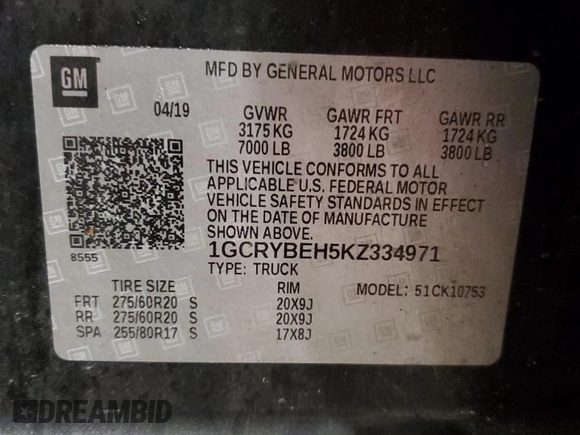 GM
MFD BY GENERAL MOTORS LLC
04/19
GVWR GAWR FRT GAWR RR
3175 KG 1724 KG 1724 KG
7000 LB 3800 LB 3800 LB
THIS VEHICLE CONFORMS TO ALL
APPLICABLE U.S. FEDERAL MOTOR
VEHICLE SAFETY STANDARDS IN EFFECT
ON THE DATE OF MANUFACTURE
SHOWN ABOVE.
8555
1GCRYBEH5KZ334971
TYPE: TRUCK
TIRE SIZE RIM MODEL: 51CK10753
FRT 275/60R20 S 20X9J
RR 275/60R20 S 20X9J
SPA 255/80R17 S 17X8J
DREAMBID